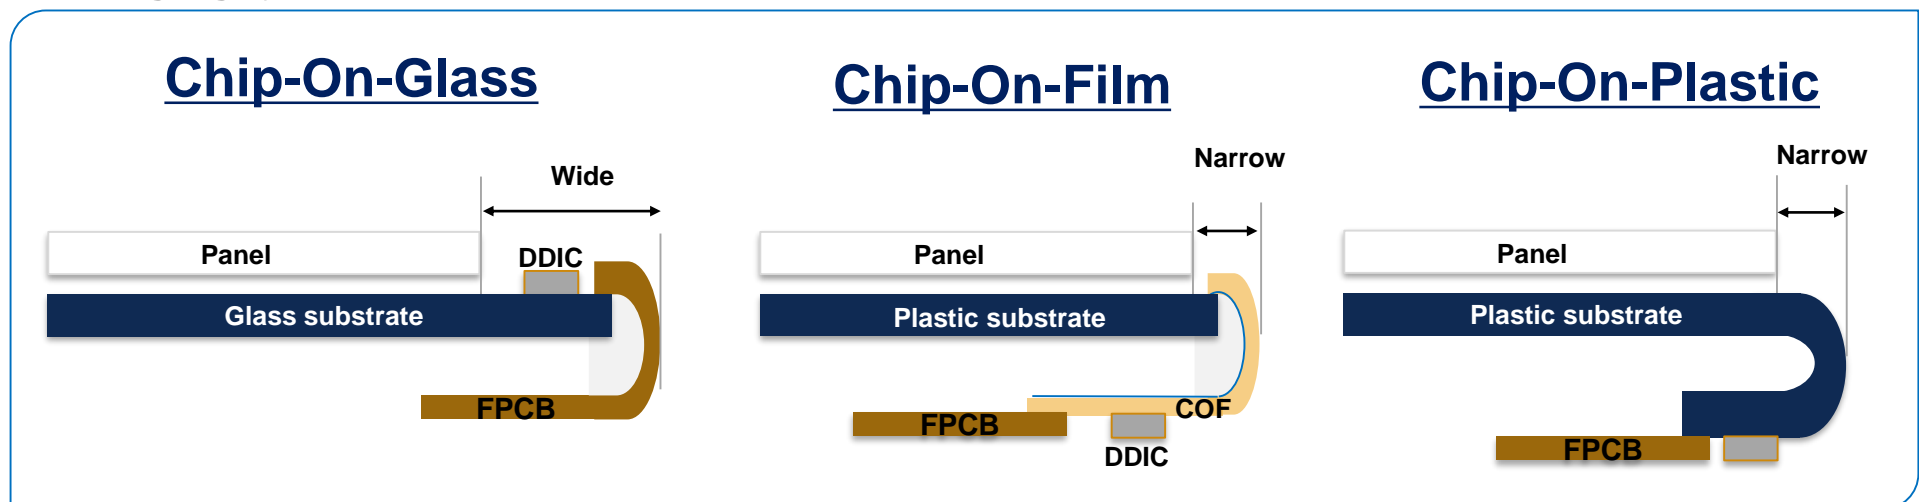 Chip-On-Glass
Wide
Panel
DDIC
Glass substrate
FPCB
Chip-On-Film
Narrow
Panel
Plastic substrate
COF
FPCB
DDIC
Chip-On-Plastic
Narrow
Panel
Plastic substrate
FPCB